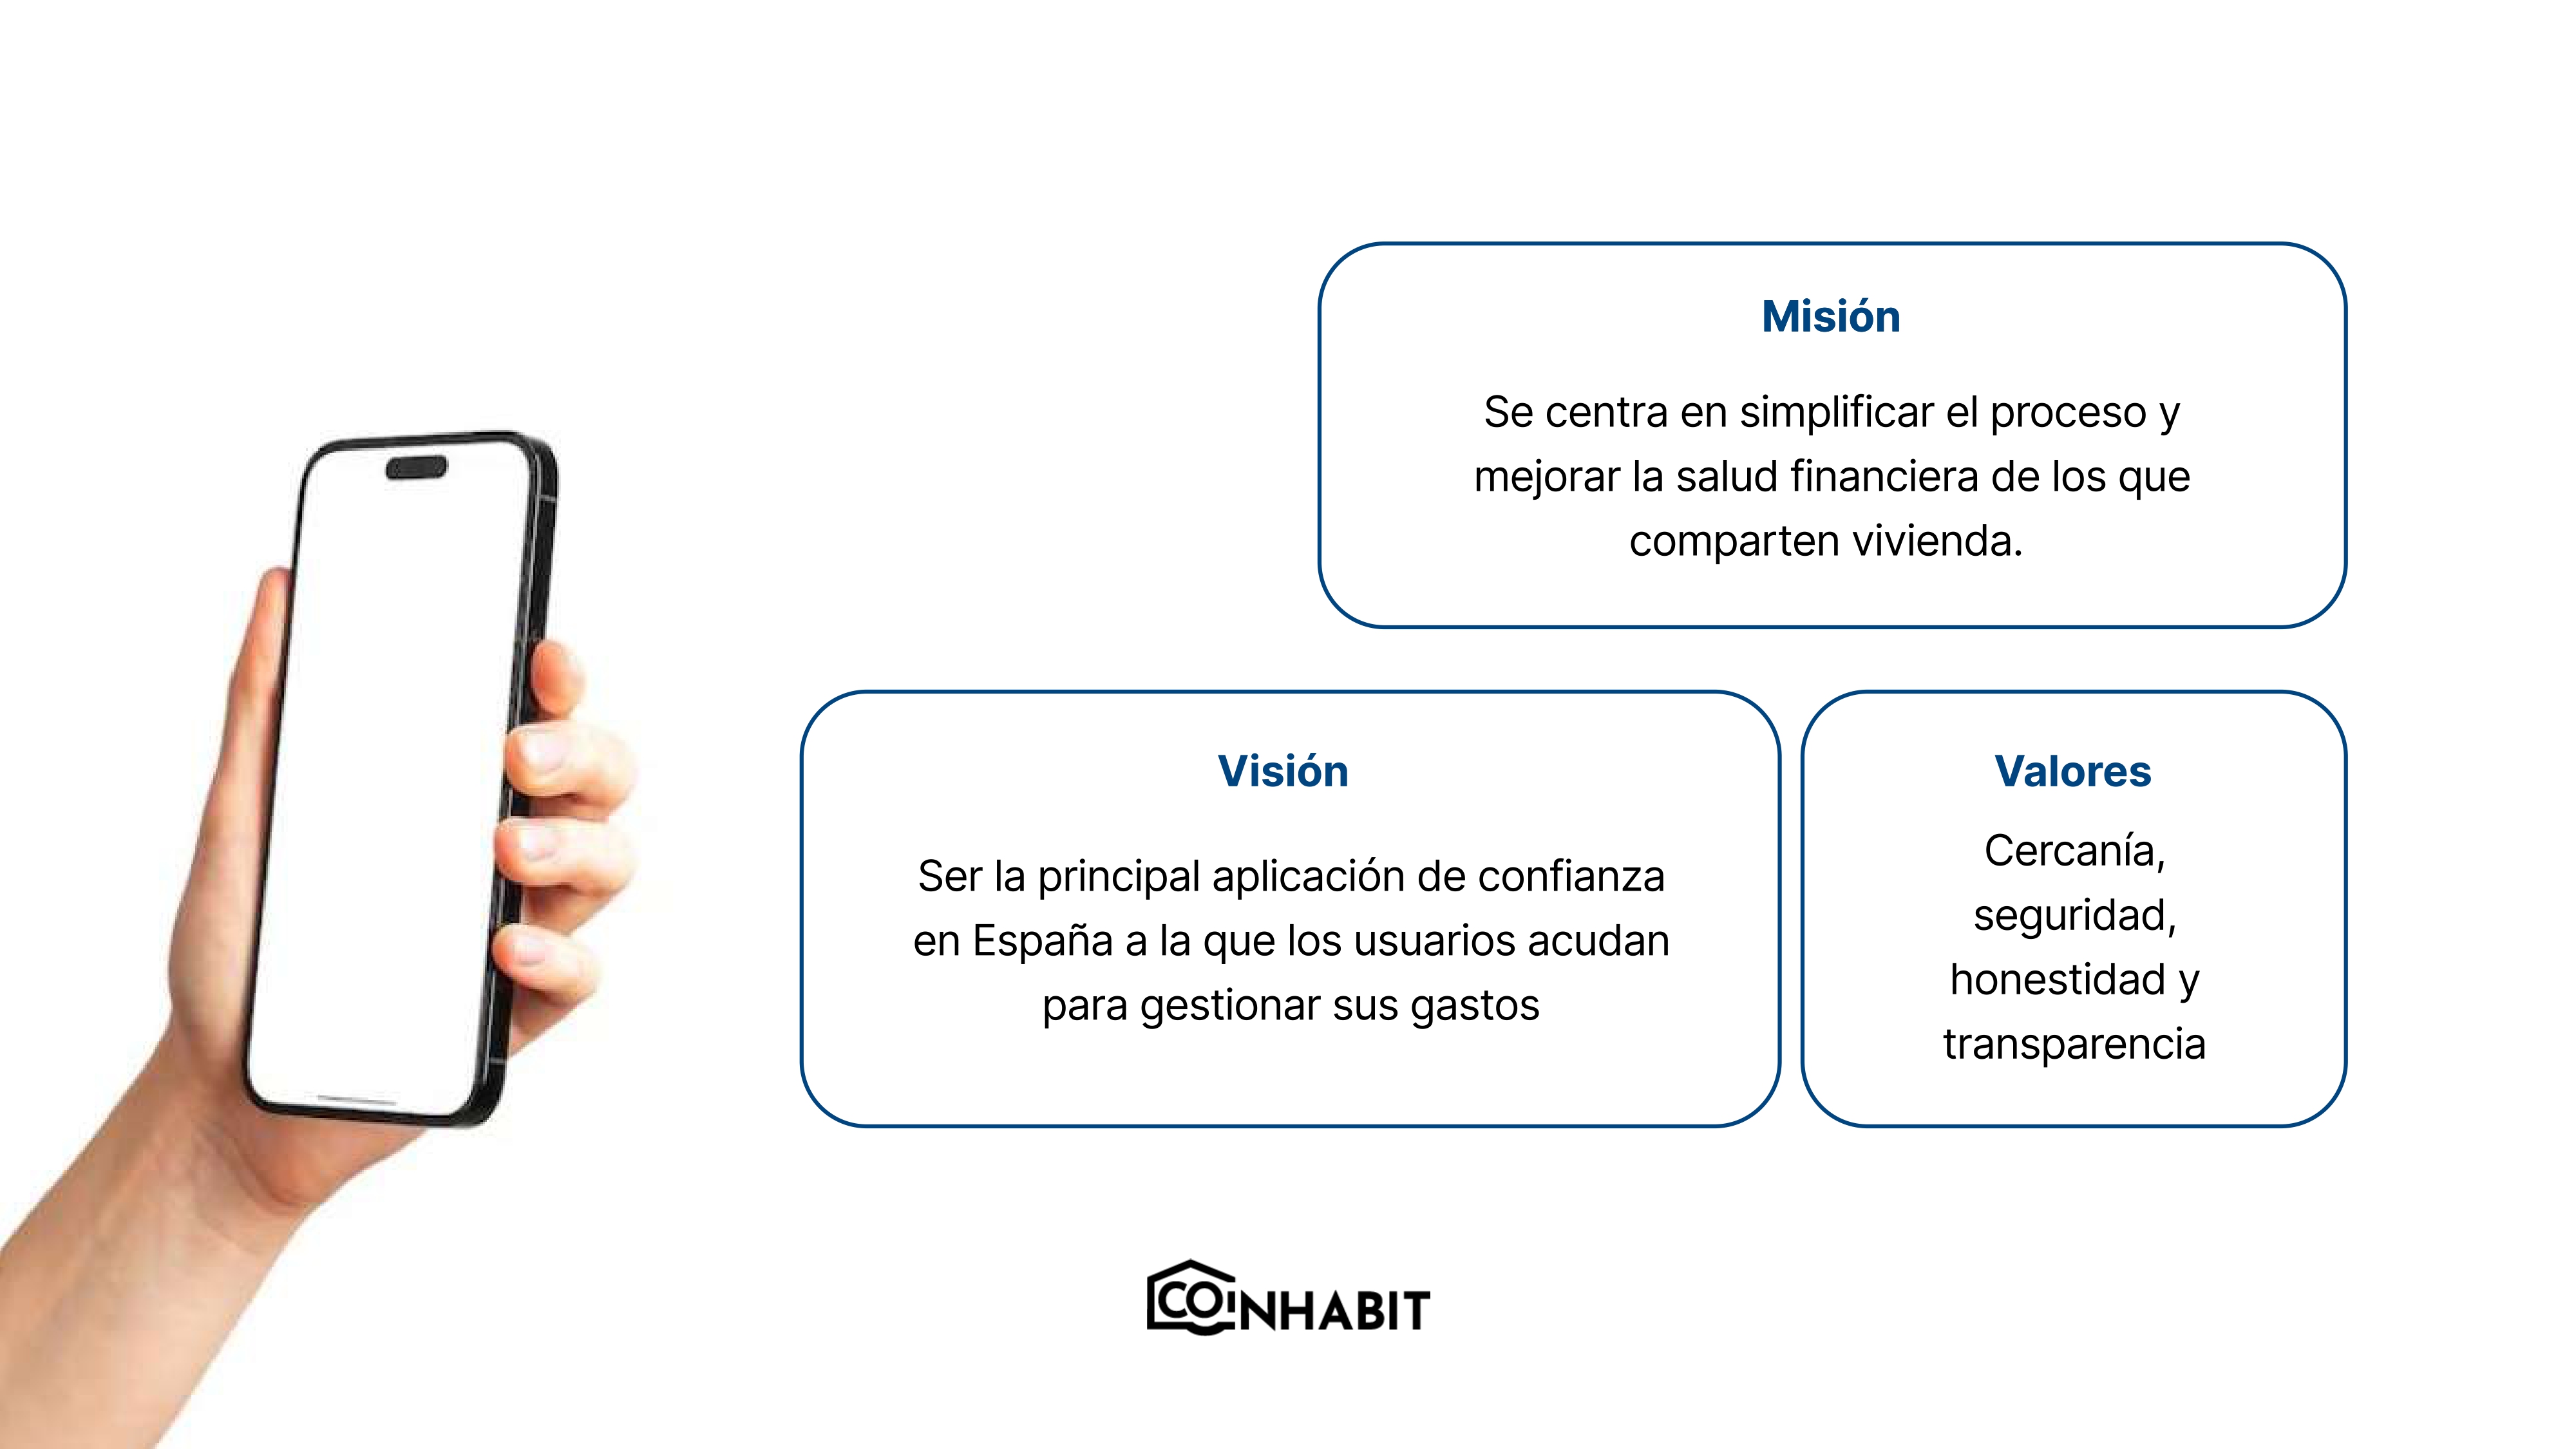 Misión
Se centra en simplificar el proceso y
mejorar la salud financiera de los que
comparten vivienda.
Visión
Ser la principal aplicación de confianza
en España a la que los usuarios acudan
para gestionar sus gastos
Valores
Cercanía,
seguridad,
honestidad y
transparencia
COINHABIT